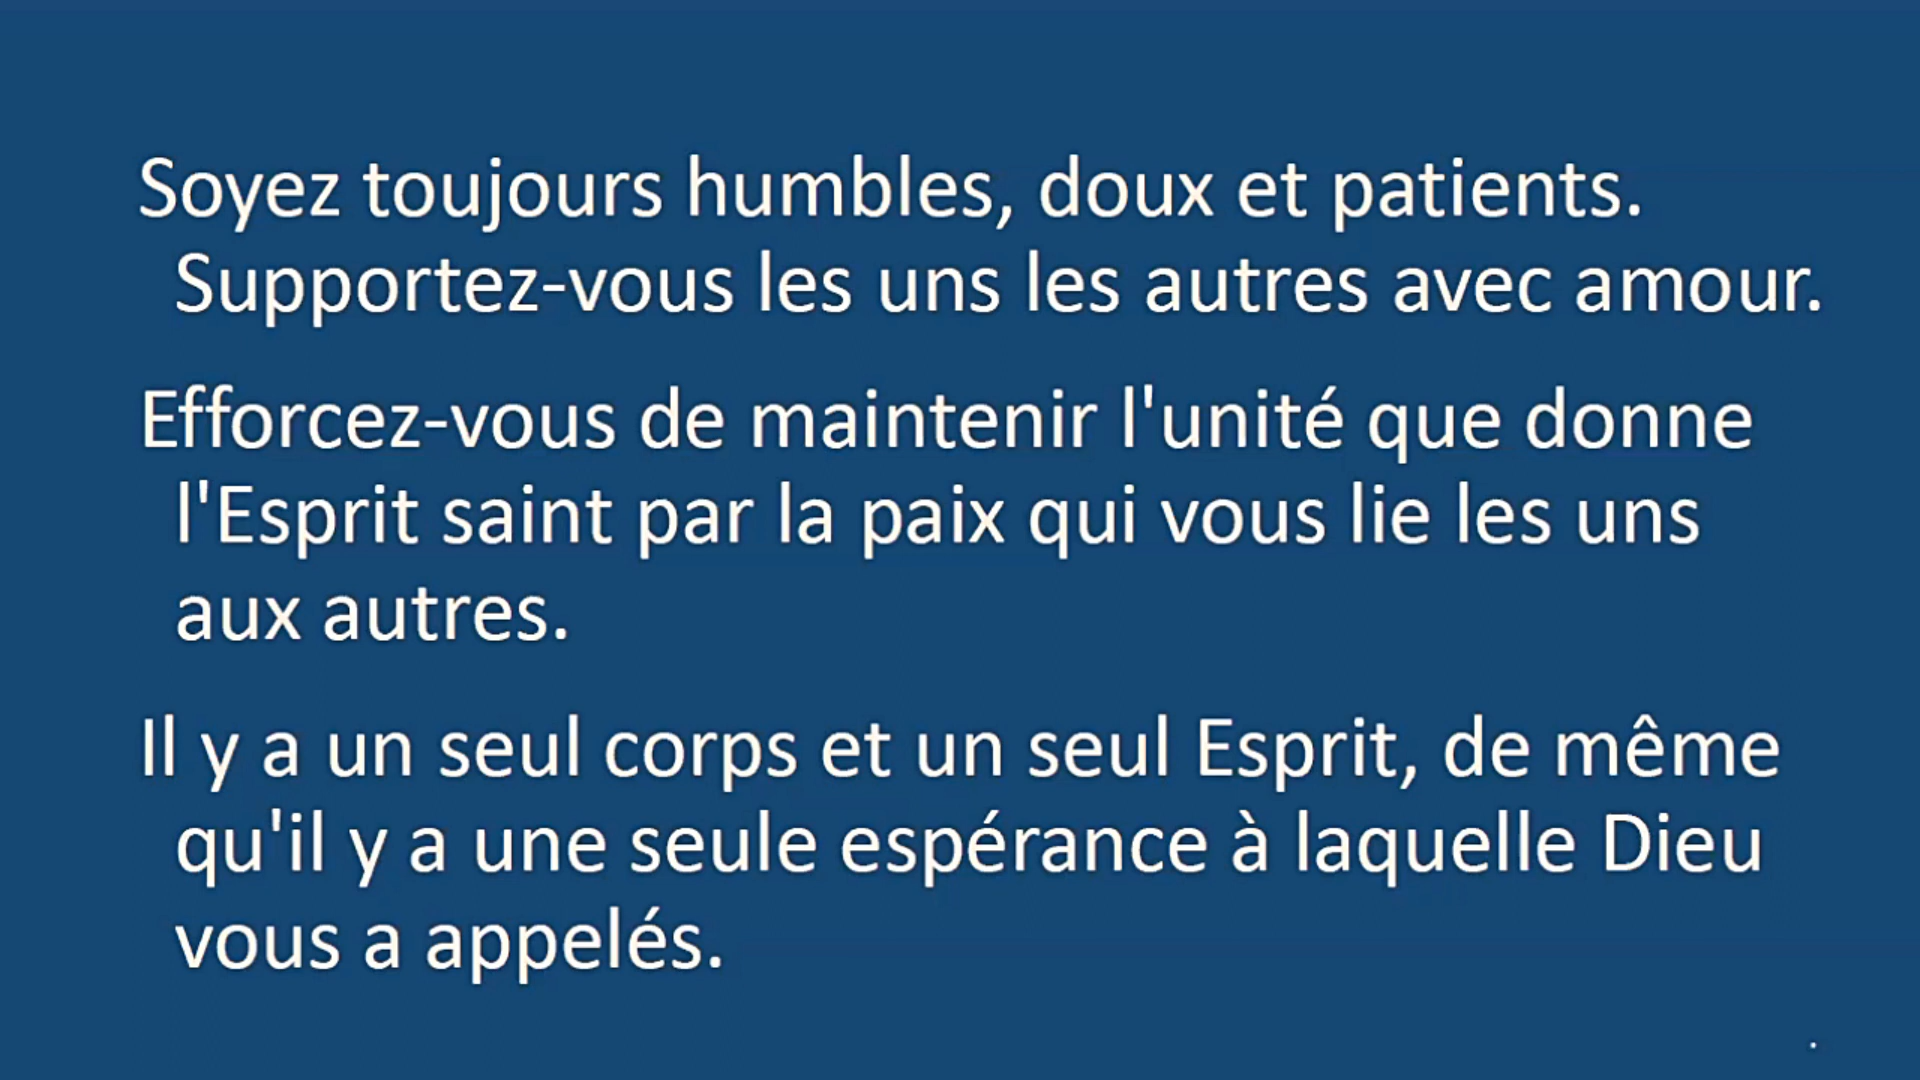 Soyez toujours humbles, doux et patients.
Supportez-vous les uns les autres avec amour.
Efforcez-vous de maintenir l'unité que donne
l'Esprit saint par la paix qui vous lie les uns
aux autres.
Il y a un seul corps et un seul Esprit, de même
qu'il y a une seule espérance à laquelle Dieu
vous a appelés.
.